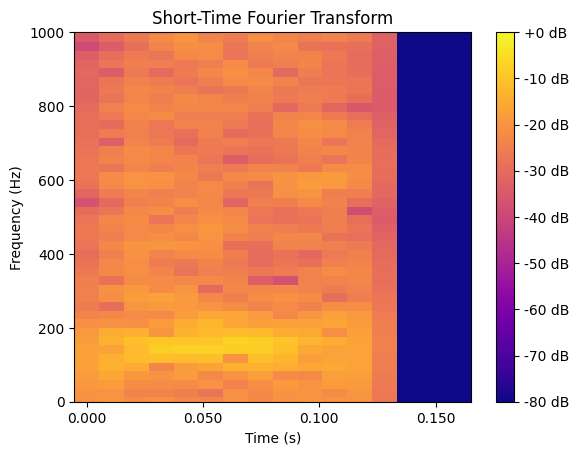 Short-Time Fourier Transform
Frequency (Hz)
1000
800
600
400
200
0
0.000 0.050 0.100 0.150
Time (s)
+0 dB
-10 dB
-20 dB
-30 dB
-40 dB
-50 dB
-60 dB
-70 dB
-80 dB